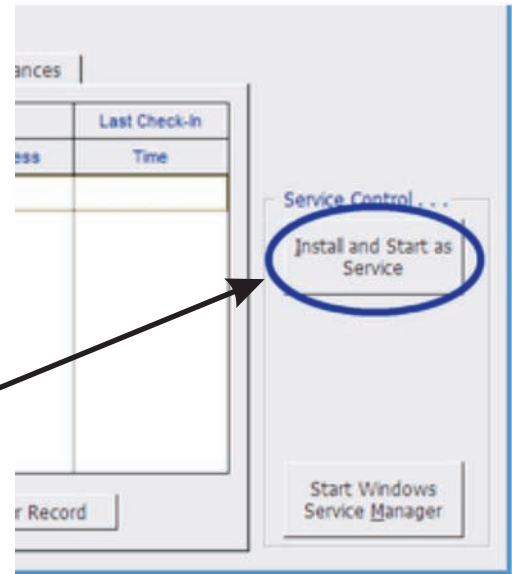 ances
Last Check-In
ess
Time
Service Control . . .
Install and Start as
Service
r Record
Start Windows
Service Manager